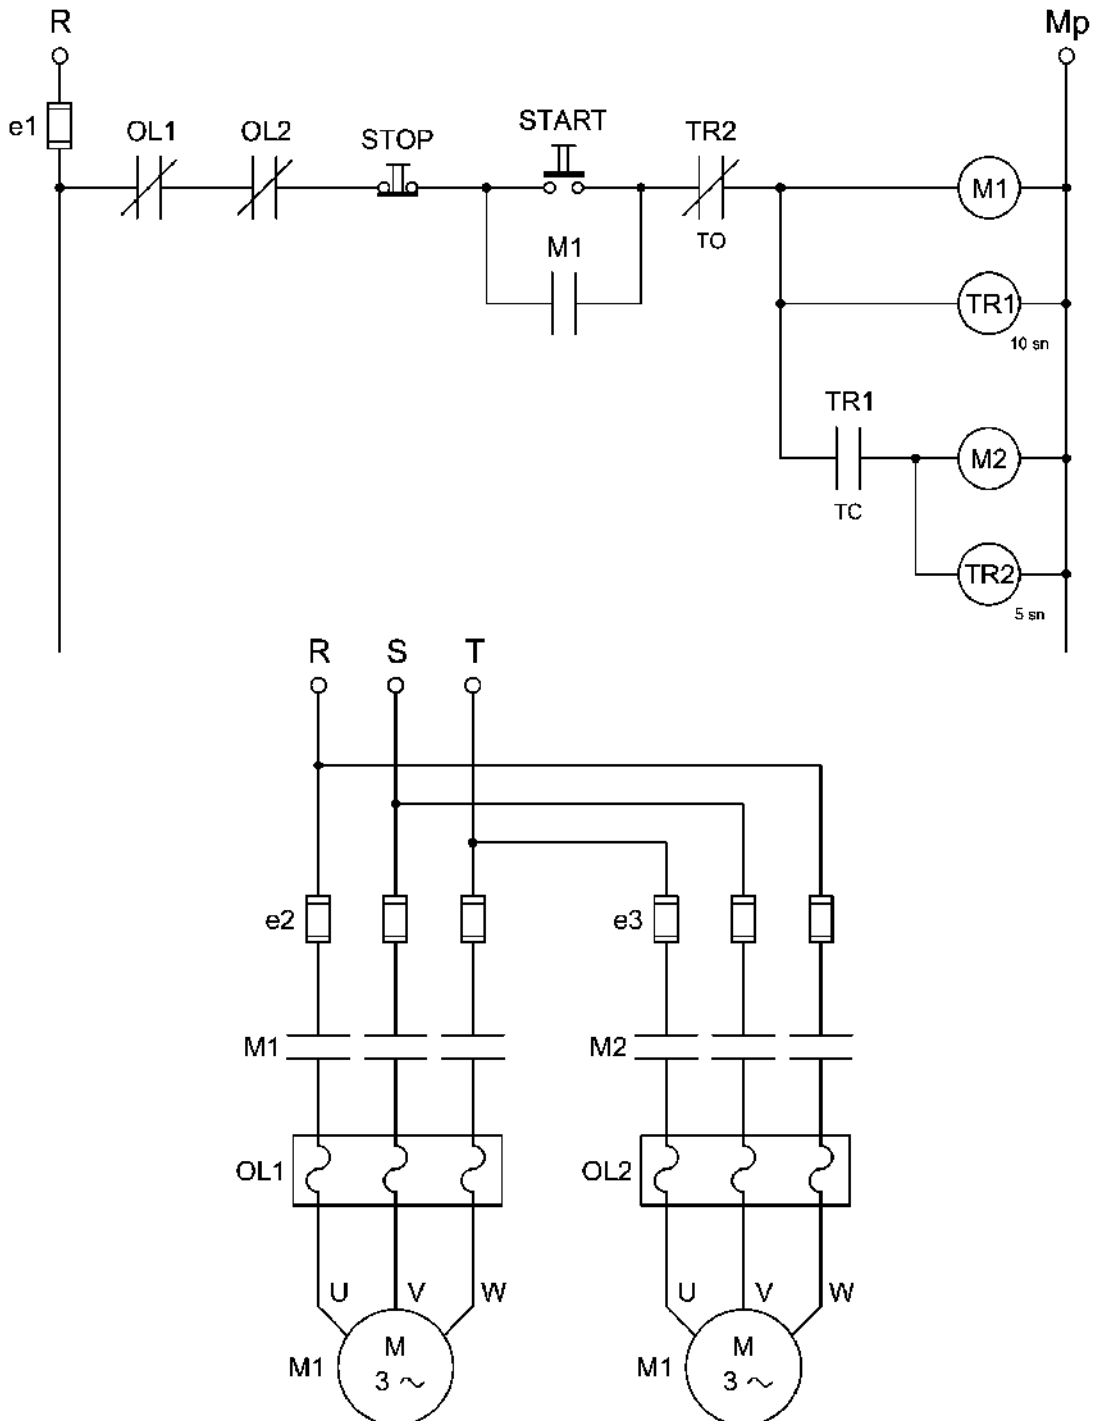 R
Mp
e1
OL1
OL2
STOP
START
TR2
TO
M1
M1
TR1
10 sn
TR1
TC
M2
TR2
5 sn
R
S
T
e2
e3
M1
M2
OL1
OL2
U
V
W
U
V
W
M1
M
3 ~
M1
M
3 ~